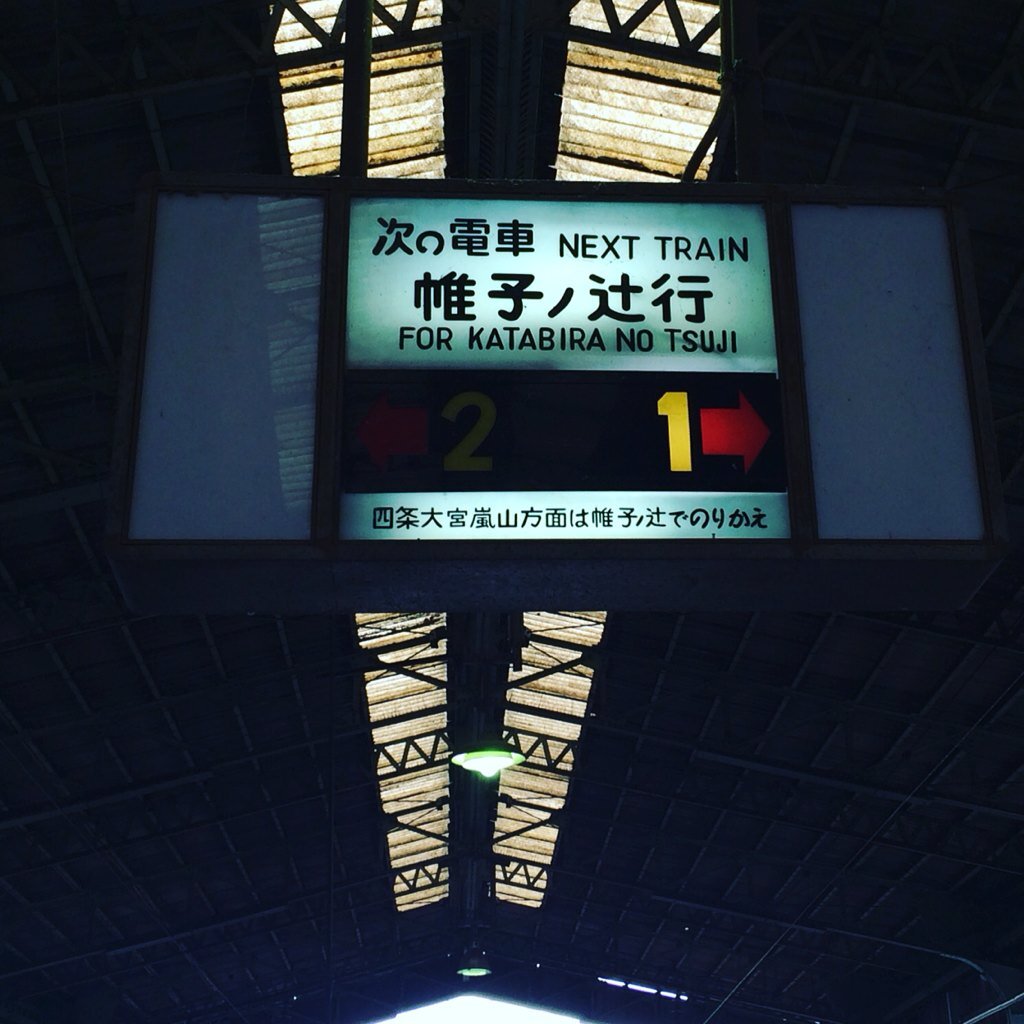 次の電車 NEXT TRAIN
帷子ノ辻行
FOR KATABIRA NO TSUJI
2 1
四条大宮嵐山方面は帷子ノ辻でのりかえ